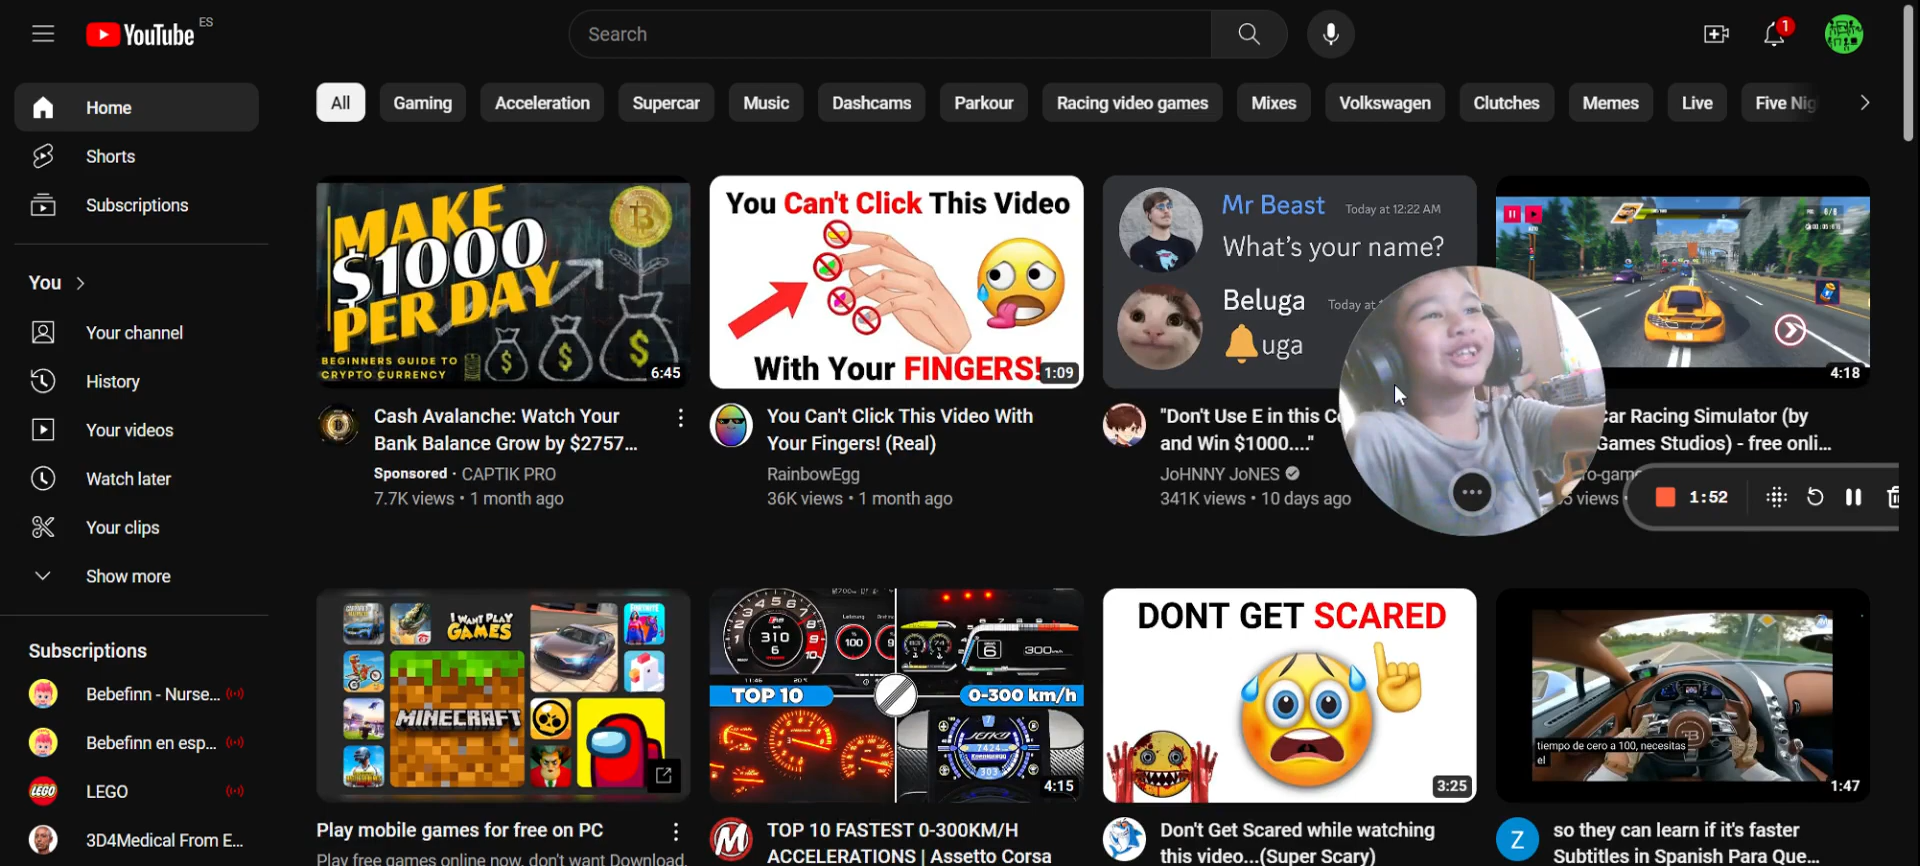 YouTube ES
Search
1
Home
Shorts
Subscriptions
You
Your channel
History
Your videos
Watch later
Your clips
Show more
Subscriptions
Bebefinn - Nurse...
Bebefinn en esp...
LEGO
LEGO
3D4Medical From E...
All
Gaming
Acceleration
Supercar
Music
Dashcams
Parkour
Racing video games
Mixes
Volkswagen
Clutches
Memes
Live
Five Nig
MAKE
$1000
PER DAY
BEGINNERS GUIDE TO
CRYPTO CURRENCY
6:45
Cash Avalanche: Watch Your
Bank Balance Grow by $2757...
Sponsored · CAPTIK PRO
7.7K views • 1 month ago
You Can't Click This Video
With Your FINGERS!
1:09
You Can't Click This Video With
Your Fingers! (Real)
RainbowEgg
36K views • 1 month ago
Mr Beast Today at 12:22 AM
What's your name?
Beluga Today at
uga
"Don't Use E in this
and Win $1000...."
JoHNNY JoNES
341K views • 10 days ago
4:18
Car Racing Simulator (by
Games Studios) - free onli...
views
1:52
I WANT PLAY
GAMES
MINECRAFT
Play mobile games for free on PC
Play free games online now, don't want Download.
310
6
100
6
300
TOP 10
0-300 km/h
7424
303
4:15
TOP 10 FASTEST 0-300KM/H
ACCELERATIONS | Assetto Corsa
DONT GET SCARED
3:25
Don't Get Scared while watching
this video...(Super Scary)
tiempo de cero a 100, necesitas
el
1:47
Z
so they can learn if it's faster
Subtitles in Spanish Para Que...